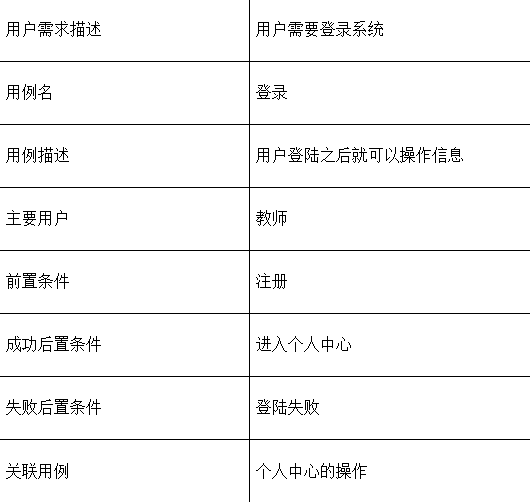 用户需求描述 用户需要登录系统
用例名 登录
用例描述 用户登陆之后就可以操作信息
主要用户 教师
前置条件 注册
成功后置条件 进入个人中心
失败后置条件 登陆失败
关联用例 个人中心的操作